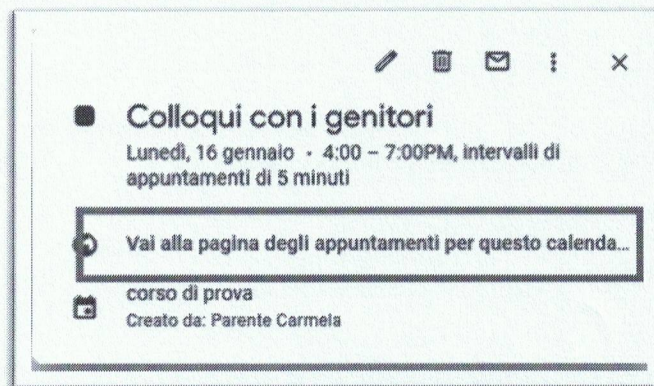 Colloqui con i genitori
Lunedì, 16 gennaio · 4:00 – 7:00PM, intervalli di
appuntamenti di 5 minuti
Vai alla pagina degli appuntamenti per questo calenda...
corso di prova
Creato da: Parente Carmela